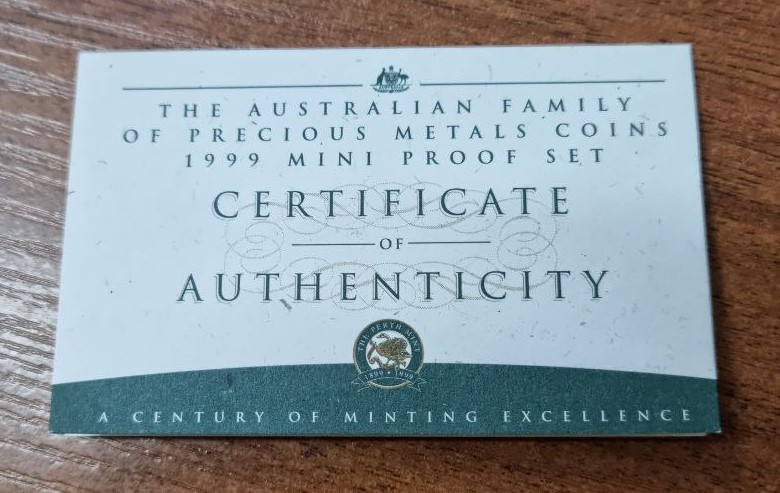 AUSTRALIA
THE AUSTRALIAN FAMILY
OF PRECIOUS METALS COINS
1999 MINI PROOF SET
CERTIFICATE
OF
AUTHENTICITY
THE PERTH MINT
1899 • 1999
A CENTURY OF MINTING EXCELLENCE